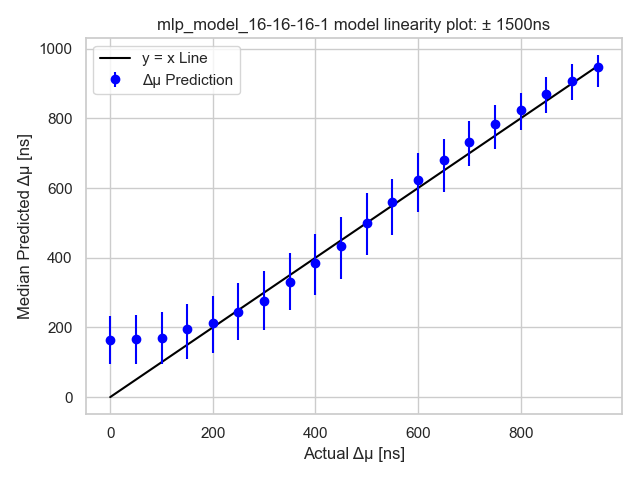 mlp_model_16-16-16-1 model linearity plot: ± 1500ns
y = x Line
Δμ Prediction
Median Predicted Δμ [ns]
1000
800
600
400
200
0
0 200 400 600 800
Actual Δμ [ns]